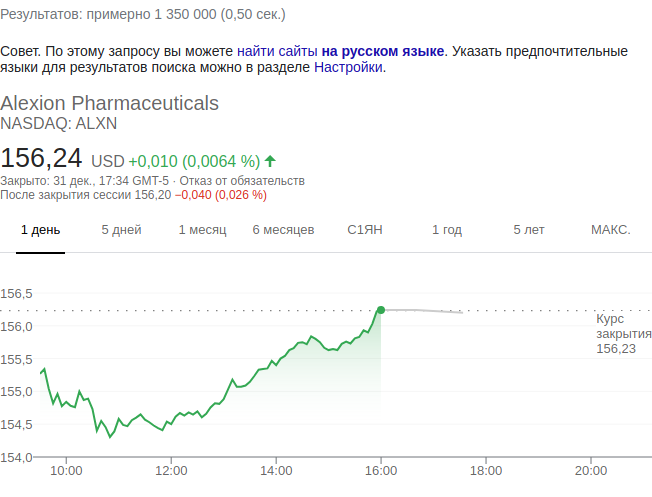 Результатов: примерно 1 350 000 (0,50 сек.)
Совет. По этому запросу вы можете найти сайты на русском языке. Указать предпочтительные
языки для результатов поиска можно в разделе Настройки.
Alexion Pharmaceuticals
NASDAQ: ALXN
156,24 USD +0,010 (0,0064 %)
Закрыто: 31 дек., 17:34 GMT-5 · Отказ от обязательств
После закрытия сессии 156,20 −0,040 (0,026 %)
1 день 5 дней 1 месяц 6 месяцев С1ЯН 1 год 5 лет МАКС.
156,5
156,0
155,5
155,0
154,5
154,0
Курс
закрытия
156,23
10:00 12:00 14:00 16:00 18:00 20:00